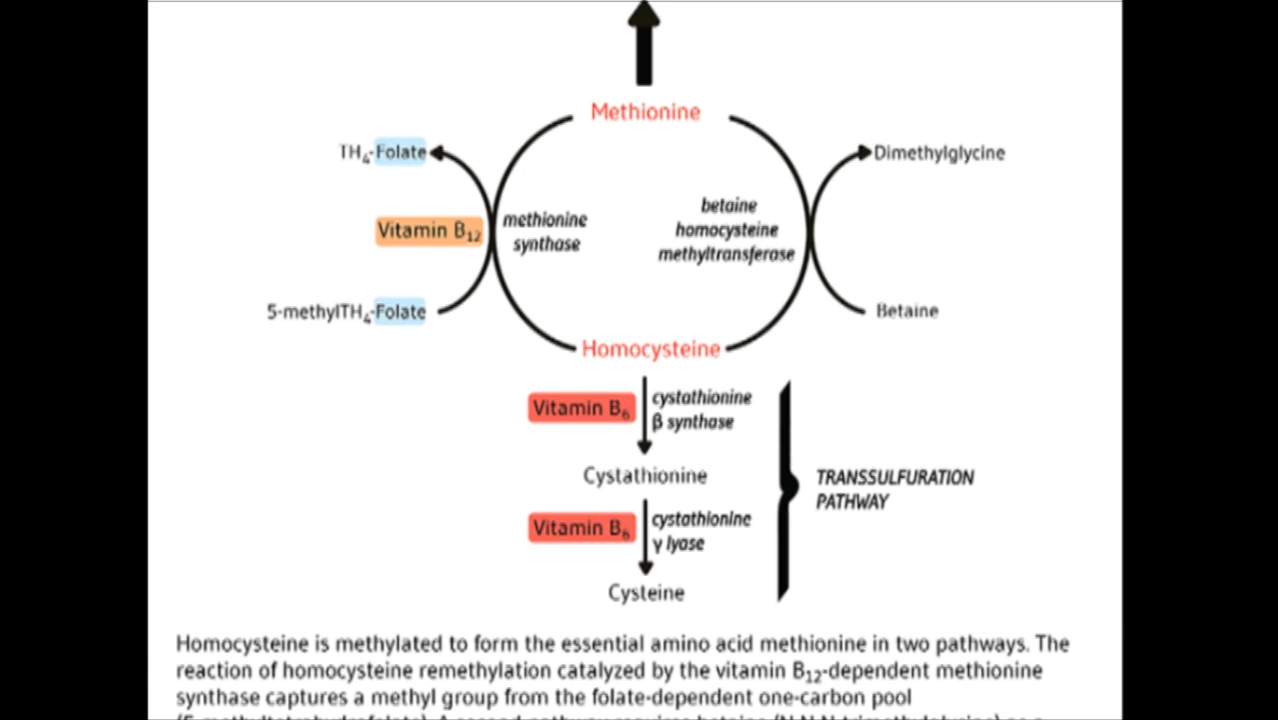 Methionine
TH4-Folate
Dimethylglycine
betaine
homocysteine
methyltransferase
methionine
synthase
Vitamin B12
5-methylTH4-Folate
Betaine
Homocysteine
Vitamin B6
cystathionine
β synthase
Cystathionine
TRANSSULFURATION
PATHWAY
Vitamin B6
cystathionine
γ lyase
Cysteine
Homocysteine is methylated to form the essential amino acid methionine in two pathways. The
reaction of homocysteine remethylation catalyzed by the vitamin B12-dependent methionine
synthase captures a methyl group from the folate-dependent one-carbon pool